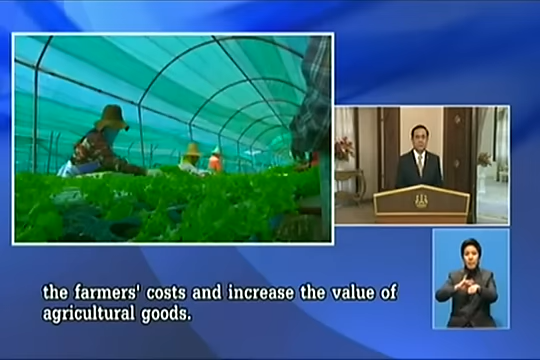 the farmers' costs and increase the value of
agricultural goods.